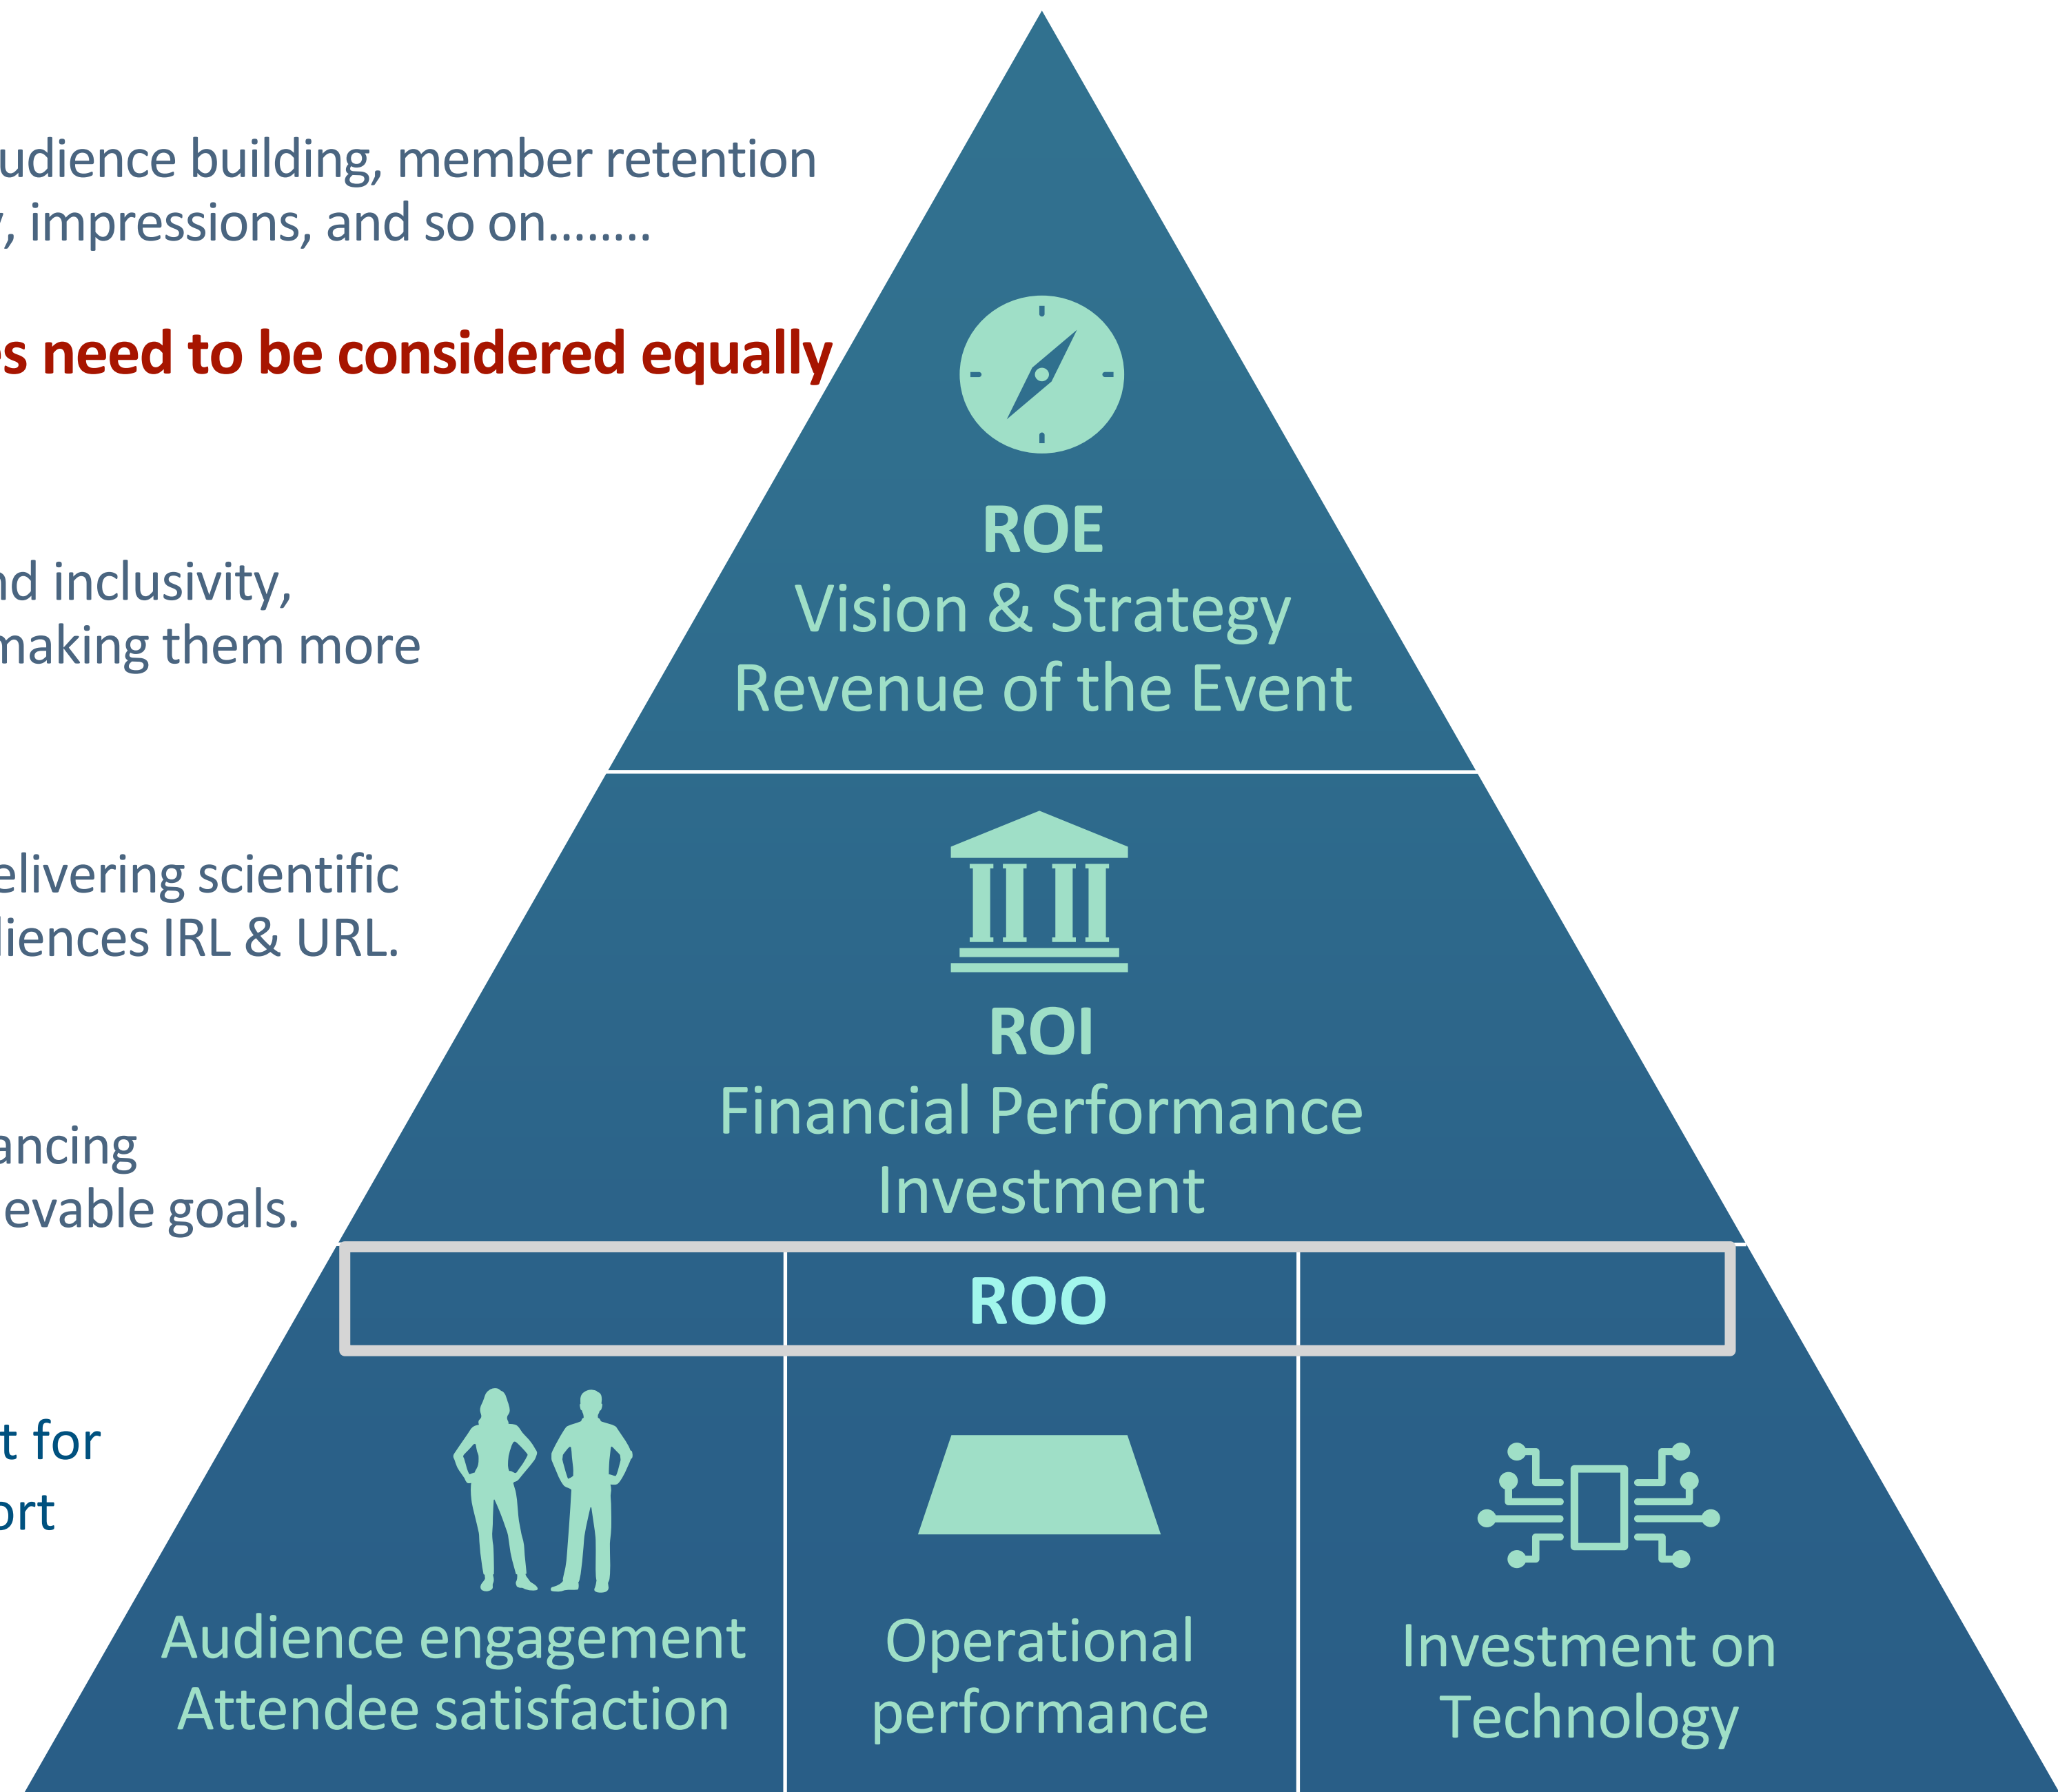 udience building, member retention
, impressions, and so on........
s need to be considered equally
nd inclusivity,
making them more
elivering scientific
iences IRL & URL.
ancing
evable goals.
t for
ort
ROE
Vision & Strategy
Revenue of the Event
ROI
Financial Performance
Investment
ROO
Audience engagement
Attendee satisfaction
Operational
performance
Investment on
Technology